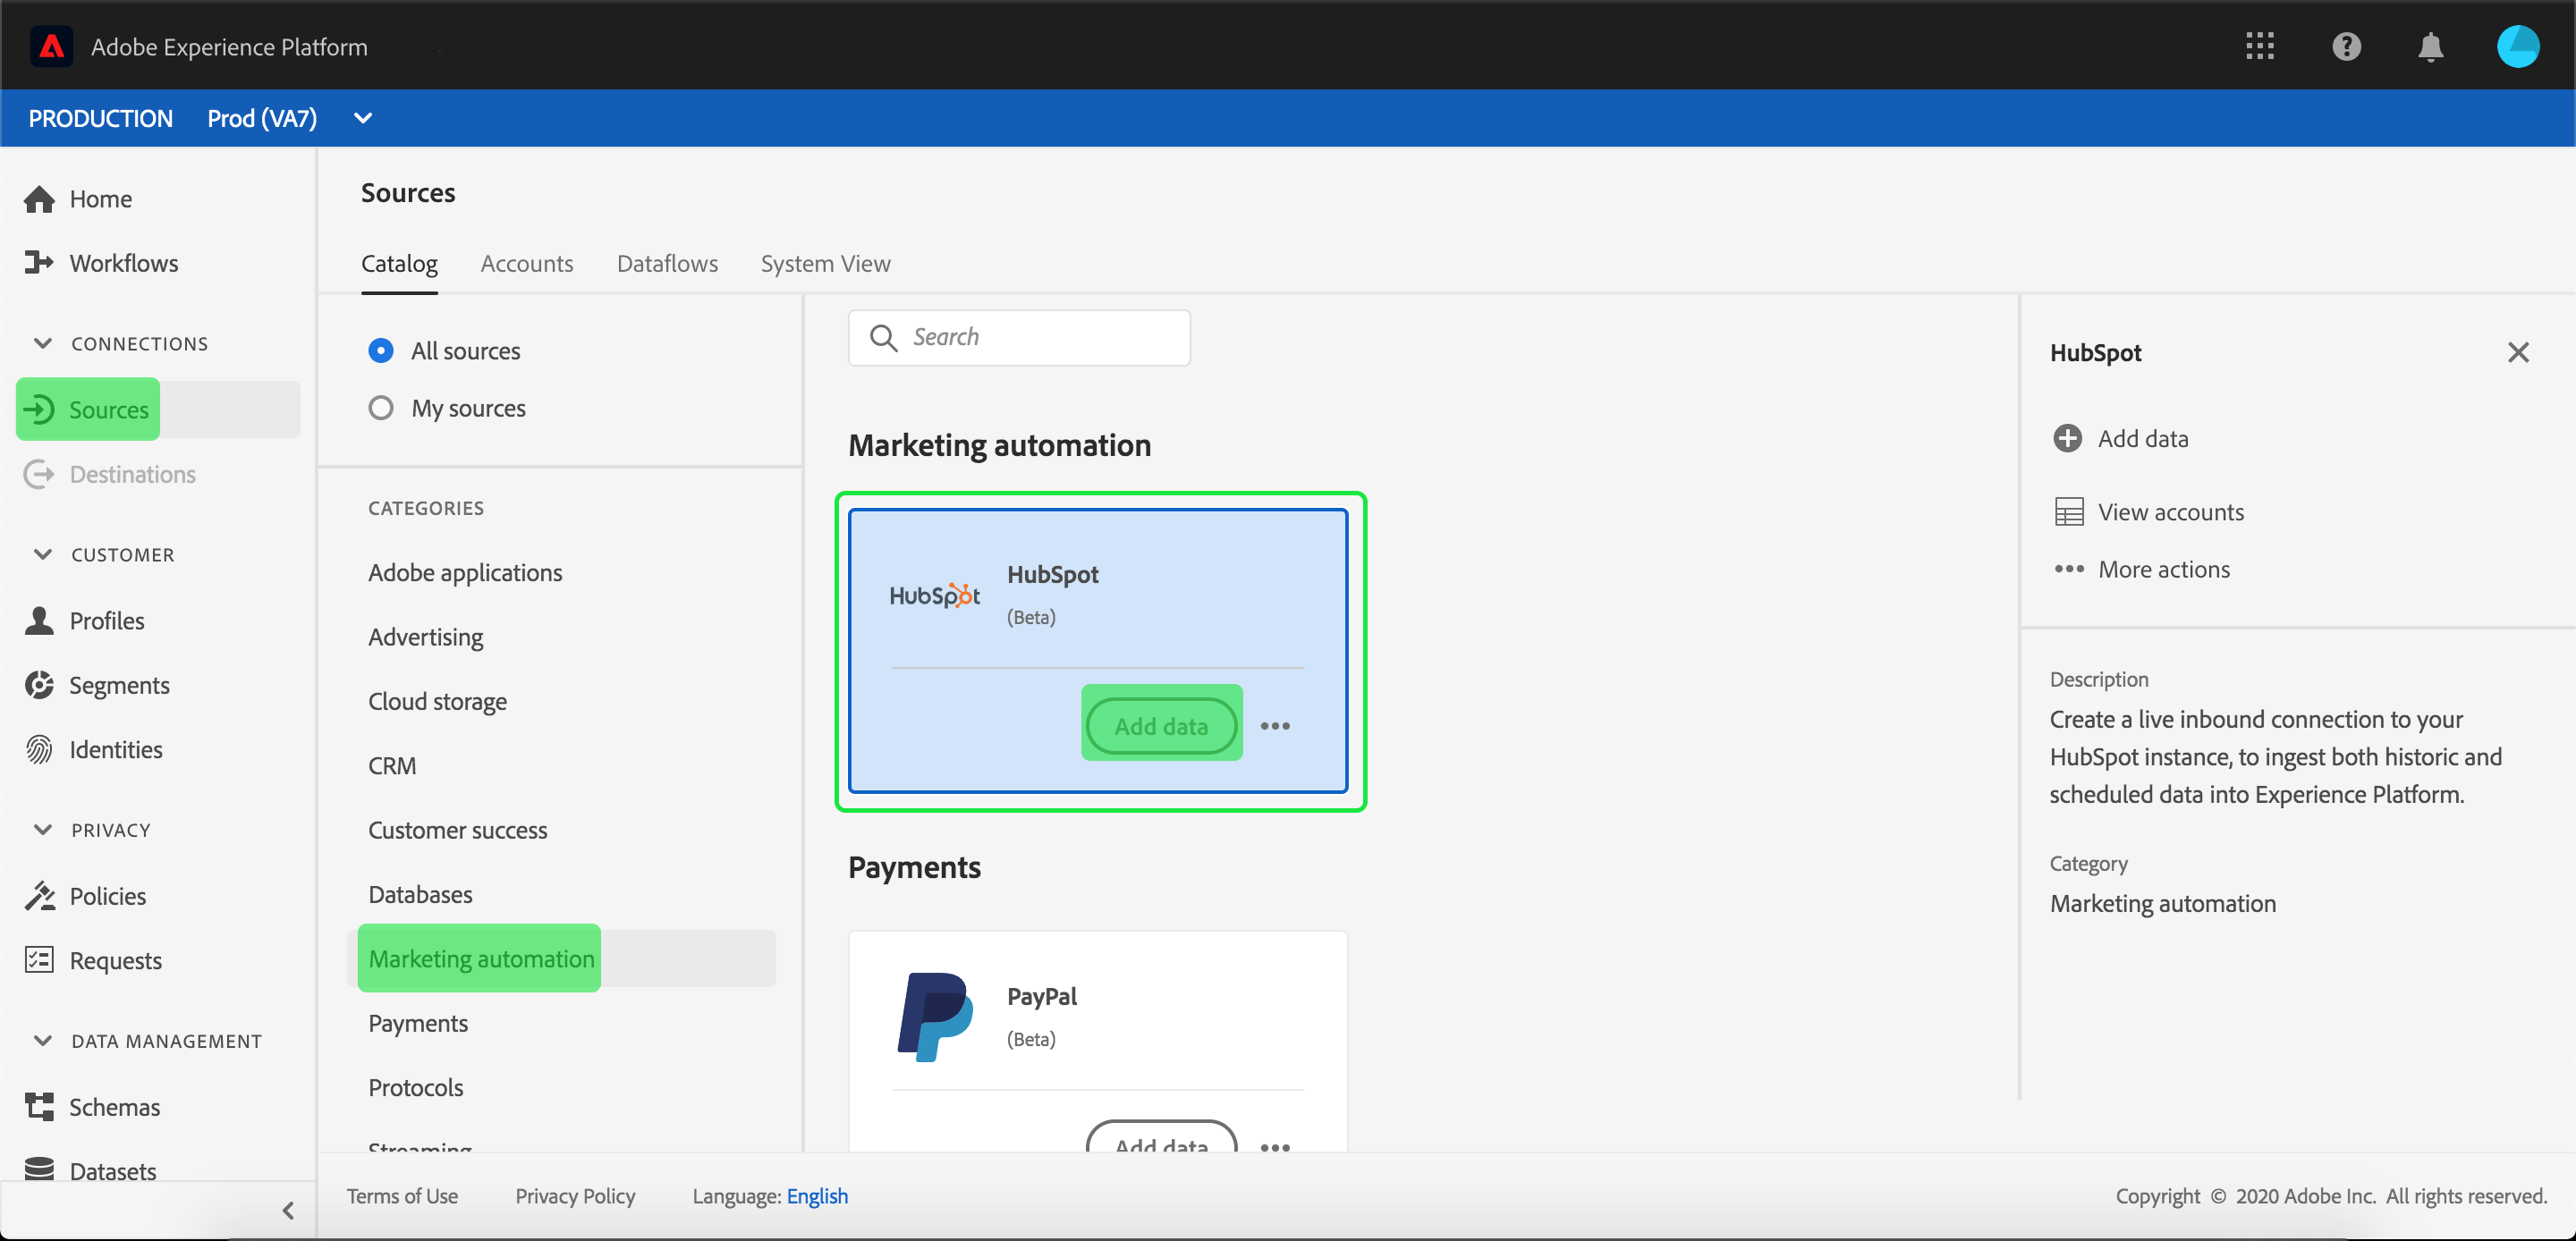 Adobe Experience Platform
PRODUCTION Prod (VA7)
Home
Workflows
CONNECTIONS
Sources
Destinations
CUSTOMER
Profiles
Segments
Identities
PRIVACY
Policies
Requests
DATA MANAGEMENT
Schemas
Datasets
Sources
Catalog Accounts Dataflows System View
All sources
My sources
CATEGORIES
Adobe applications
Advertising
Cloud storage
CRM
Customer success
Databases
Marketing automation
Payments
Protocols
Streaming
Search
Marketing automation
HubSpot
HubSpot
(Beta)
Add data
Payments
PayPal
(Beta)
Add data
HubSpot
Add data
View accounts
More actions
Description
Create a live inbound connection to your
HubSpot instance, to ingest both historic and
scheduled data into Experience Platform.
Category
Marketing automation
Terms of Use Privacy Policy Language: English
Copyright © 2020 Adobe Inc. All rights reserved.